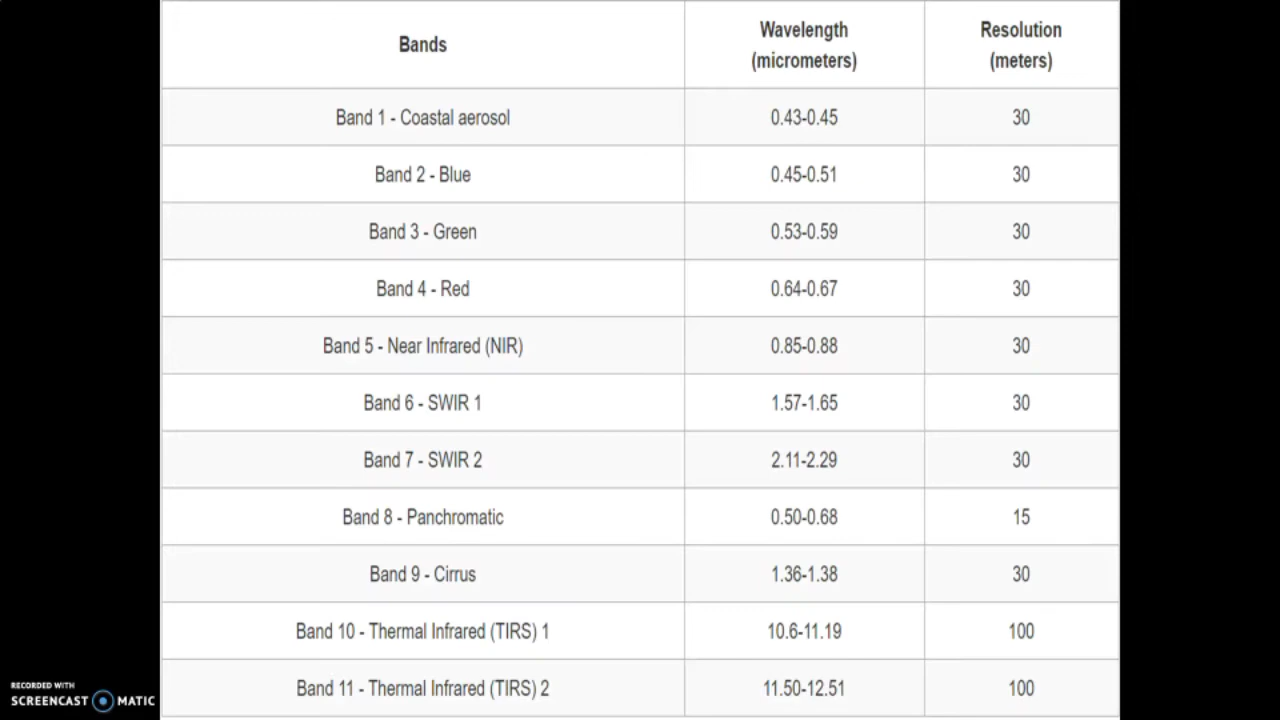 Bands Wavelength (micrometers) Resolution (meters)
Band 1 - Coastal aerosol 0.43-0.45 30
Band 2 - Blue 0.45-0.51 30
Band 3 - Green 0.53-0.59 30
Band 4 - Red 0.64-0.67 30
Band 5 - Near Infrared (NIR) 0.85-0.88 30
Band 6 - SWIR 1 1.57-1.65 30
Band 7 - SWIR 2 2.11-2.29 30
Band 8 - Panchromatic 0.50-0.68 15
Band 9 - Cirrus 1.36-1.38 30
Band 10 - Thermal Infrared (TIRS) 1 10.6-11.19 100
Band 11 - Thermal Infrared (TIRS) 2 11.50-12.51 100
RECORDED WITH
SCREENCAST MATIC